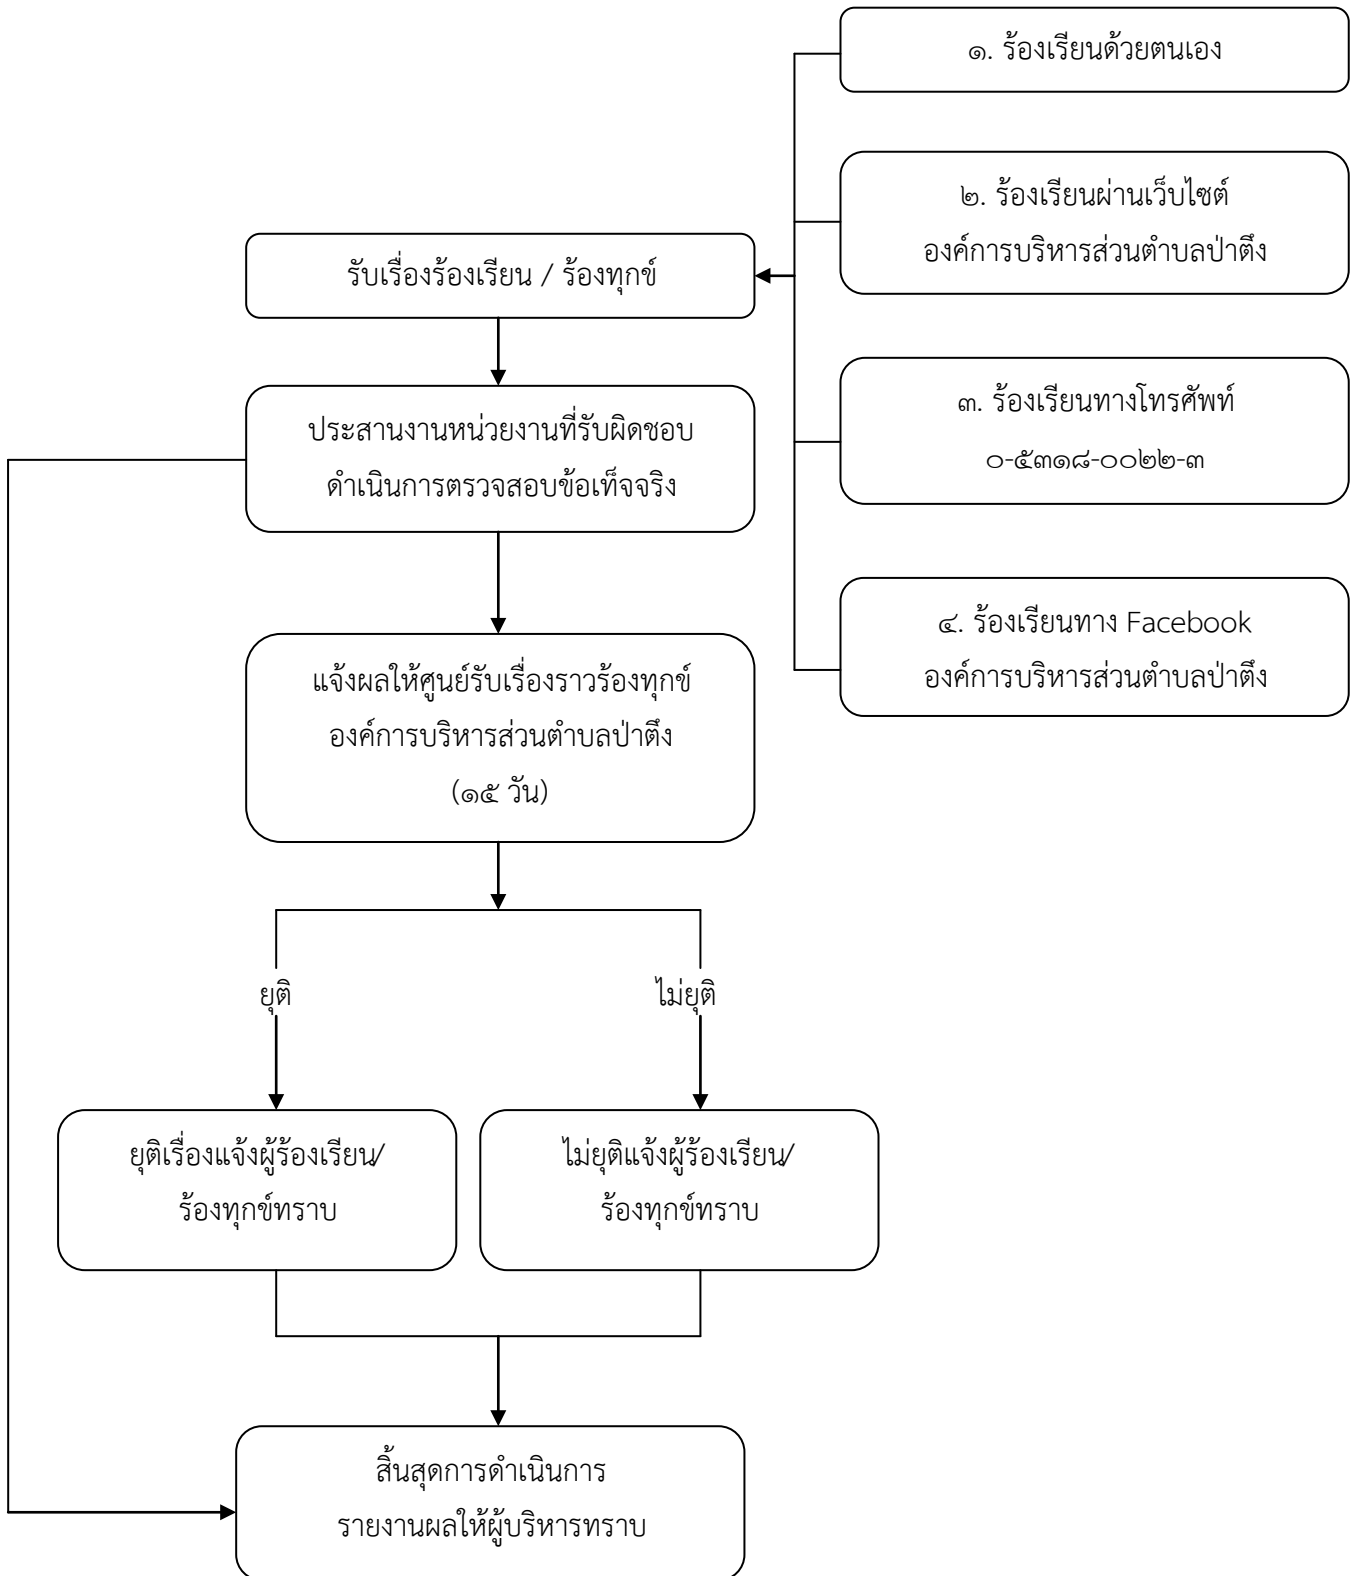 ๑. ร้องเรียนด้วยตนเอง
๒. ร้องเรียนผ่านเว็บไซต์
องค์การบริหารส่วนตำบลป่าตึง
รับเรื่องร้องเรียน / ร้องทุกข์
๓. ร้องเรียนทางโทรศัพท์
๐-๕๓๑๘-๐๐๒๒-๓
ประสานงานหน่วยงานที่รับผิดชอบ
ดำเนินการตรวจสอบข้อเท็จจริง
๔. ร้องเรียนทาง Facebook
องค์การบริหารส่วนตำบลป่าตึง
แจ้งผลให้ศูนย์รับเรื่องราวร้องทุกข์
องค์การบริหารส่วนตำบลป่าตึง
(๑๕ วัน)
ยุติ
ไม่ยุติ
ยุติเรื่องแจ้งผู้ร้องเรียน/
ร้องทุกข์ทราบ
ไม่ยุติแจ้งผู้ร้องเรียน/
ร้องทุกข์ทราบ
สิ้นสุดการดำเนินการ
รายงานผลให้ผู้บริหารทราบ